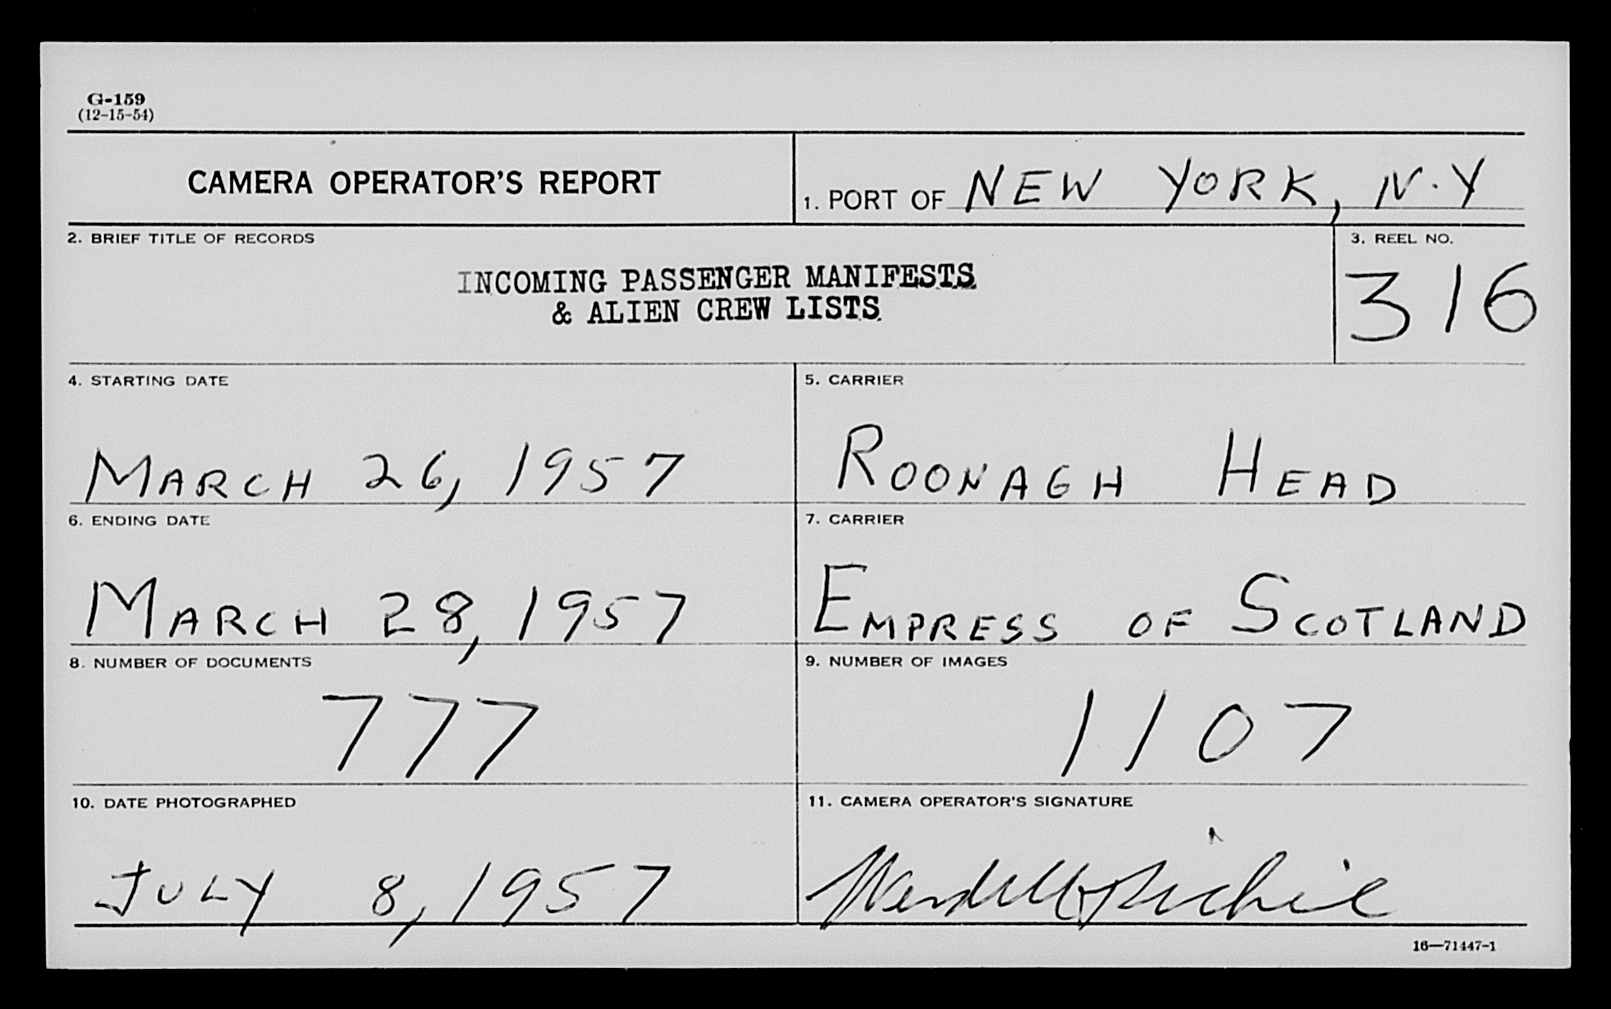 G-159
(12-15-54)
CAMERA OPERATOR'S REPORT
1. PORT OF NEW YORK, N.Y
2. BRIEF TITLE OF RECORDS
INCOMING PASSENGER MANIFESTS
& ALIEN CREW LISTS
3. REEL NO.
316
4. STARTING DATE
MARCH 26, 1957
5. CARRIER
ROONAGH HEAD
6. ENDING DATE
MARCH 28, 1957
7. CARRIER
EMPRESS OF SCOTLAND
8. NUMBER OF DOCUMENTS
777
9. NUMBER OF IMAGES
1107
10. DATE PHOTOGRAPHED
JULY 8, 1957
11. CAMERA OPERATOR'S SIGNATURE
Wendell Richie
16—71447-1